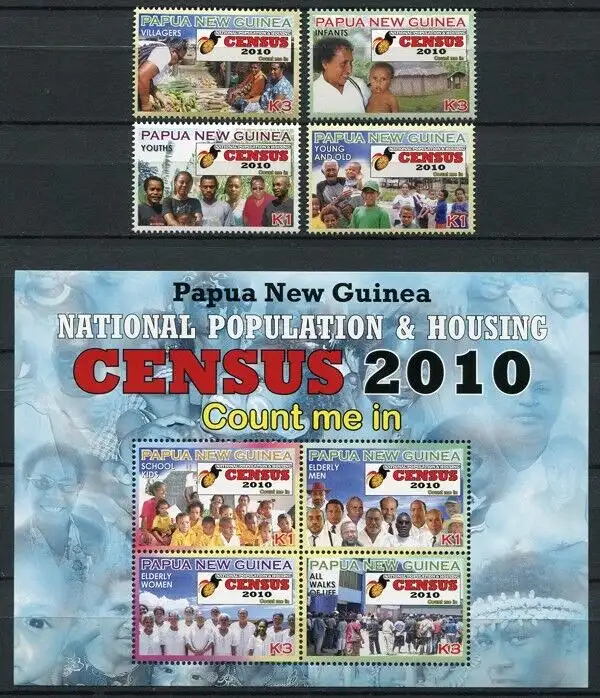 PAPUA NEW GUINEA
VILLAGERS
NATIONAL POPULATION & HOUSING
CENSUS
2010
Count me in
K3
PAPUA NEW GUINEA
INFANTS
NATIONAL POPULATION & HOUSING
CENSUS
2010
Count me in
K3
PAPUA NEW GUINEA
YOUTHS
NATIONAL POPULATION & HOUSING
CENSUS
2010
Count me in
K1
PAPUA NEW GUINEA
YOUNG
AND OLD
NATIONAL POPULATION & HOUSING
CENSUS
2010
Count me in
K1
Papua New Guinea
NATIONAL POPULATION & HOUSING
CENSUS 2010
Count me in
PAPUA NEW GUINEA
SCHOOL
KIDS
NATIONAL POPULATION & HOUSING
CENSUS
2010
Count me in
K1
PAPUA NEW GUINEA
ELDERLY
MEN
NATIONAL POPULATION & HOUSING
CENSUS
2010
Count me in
K1
PAPUA NEW GUINEA
ELDERLY
WOMEN
NATIONAL POPULATION & HOUSING
CENSUS
2010
Count me in
K3
PAPUA NEW GUINEA
ALL
WALKS
OF LIFE
NATIONAL POPULATION & HOUSING
CENSUS
2010
Count me in
K3